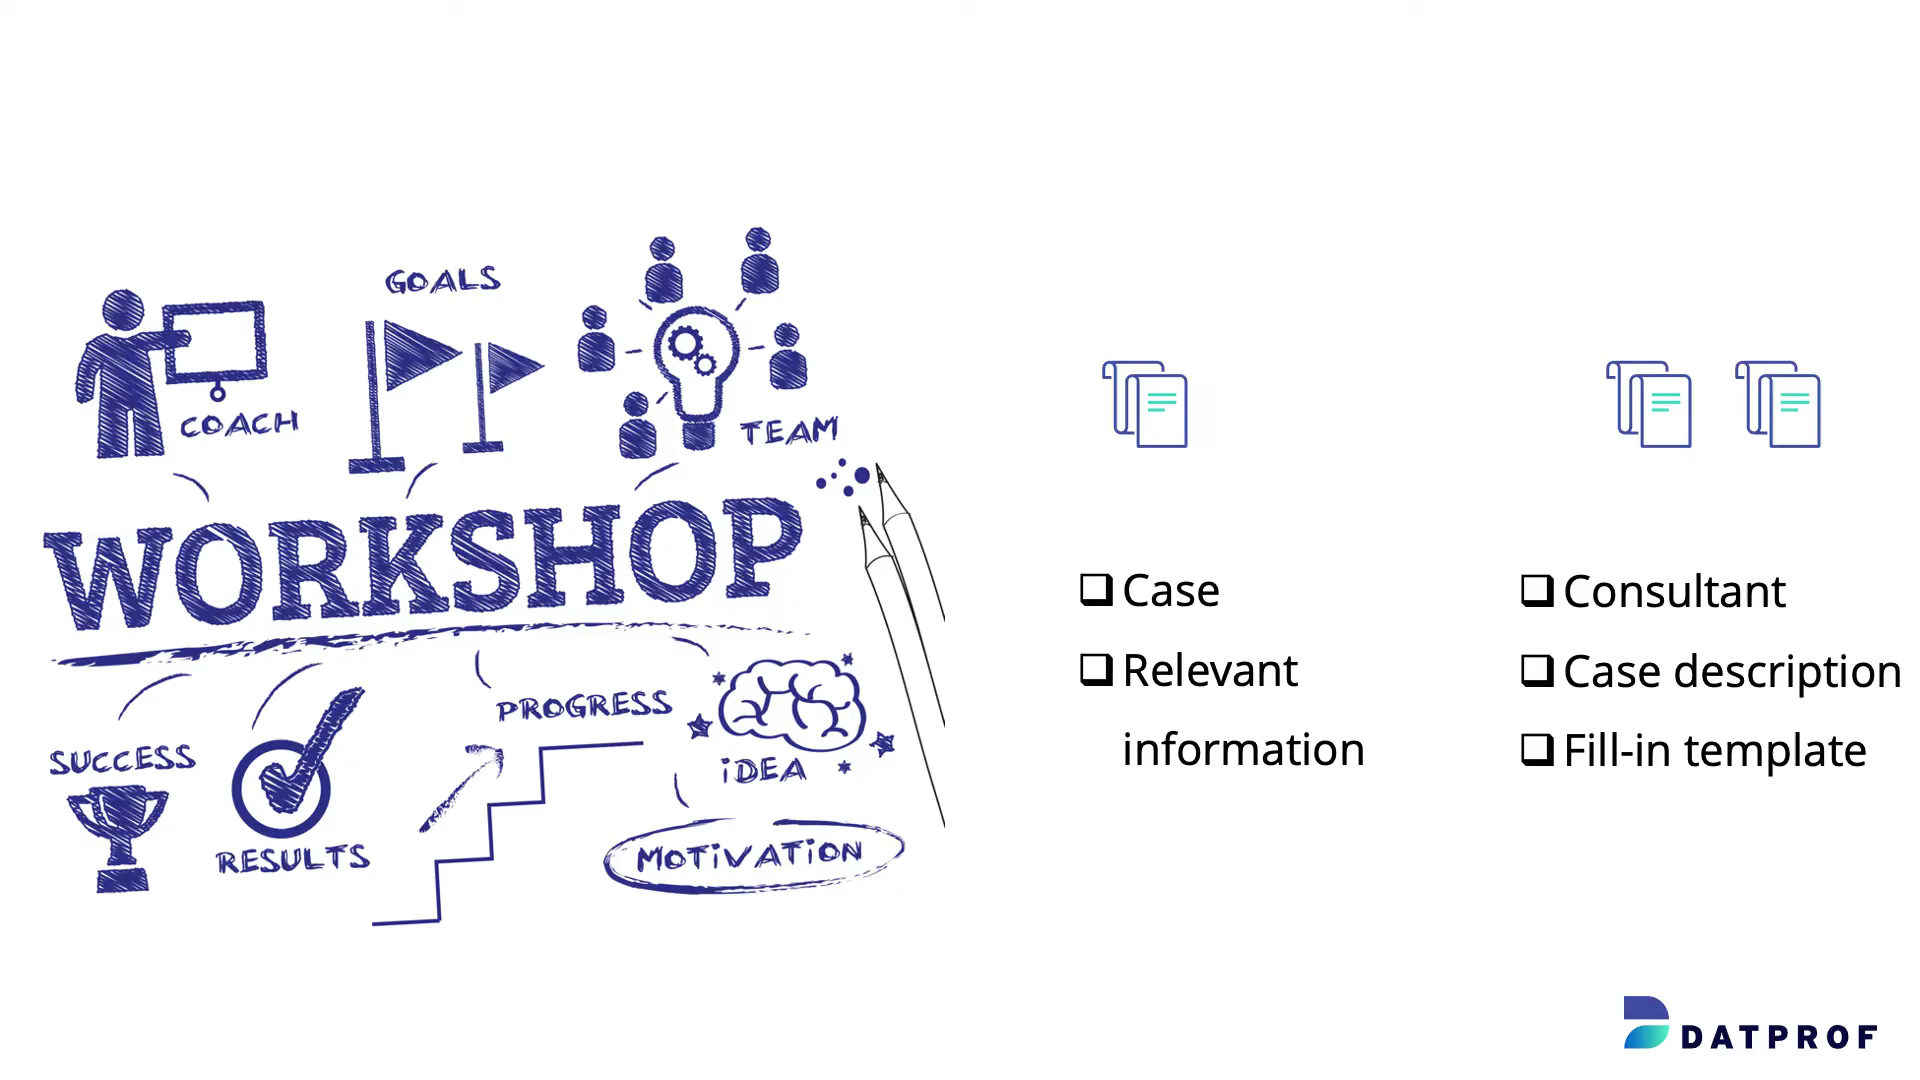 GOALS
COACH
TEAM
WORKSHOP
PROGRESS
SUCCESS
iDEA
RESULTS
MOTiVATiON
Case
Relevant
information
Consultant
Case description
Fill-in template
DATPROF